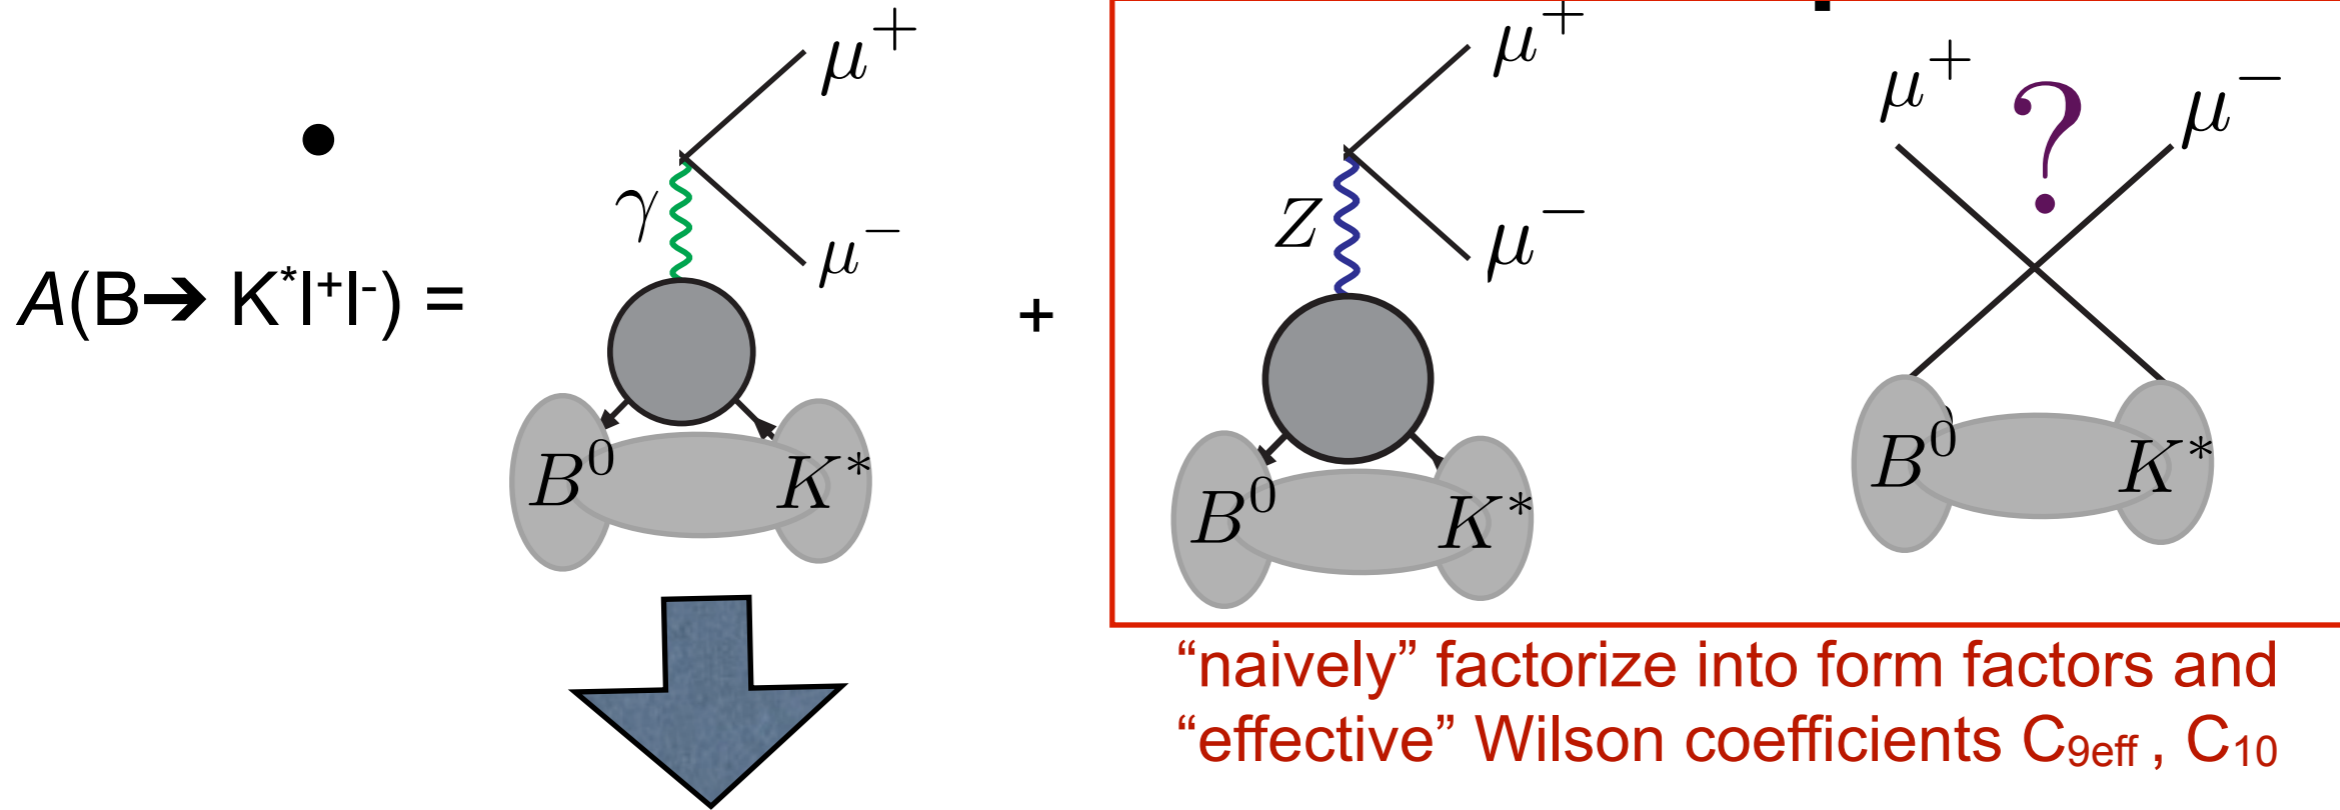 A(B→ K*l+l-) =
γ
μ+
μ-
B0
K*
+
Z
μ+
μ-
B0
K*
μ+
?
μ-
B0
K*
“naively” factorize into form factors and
“effective” Wilson coefficients C9eff , C10